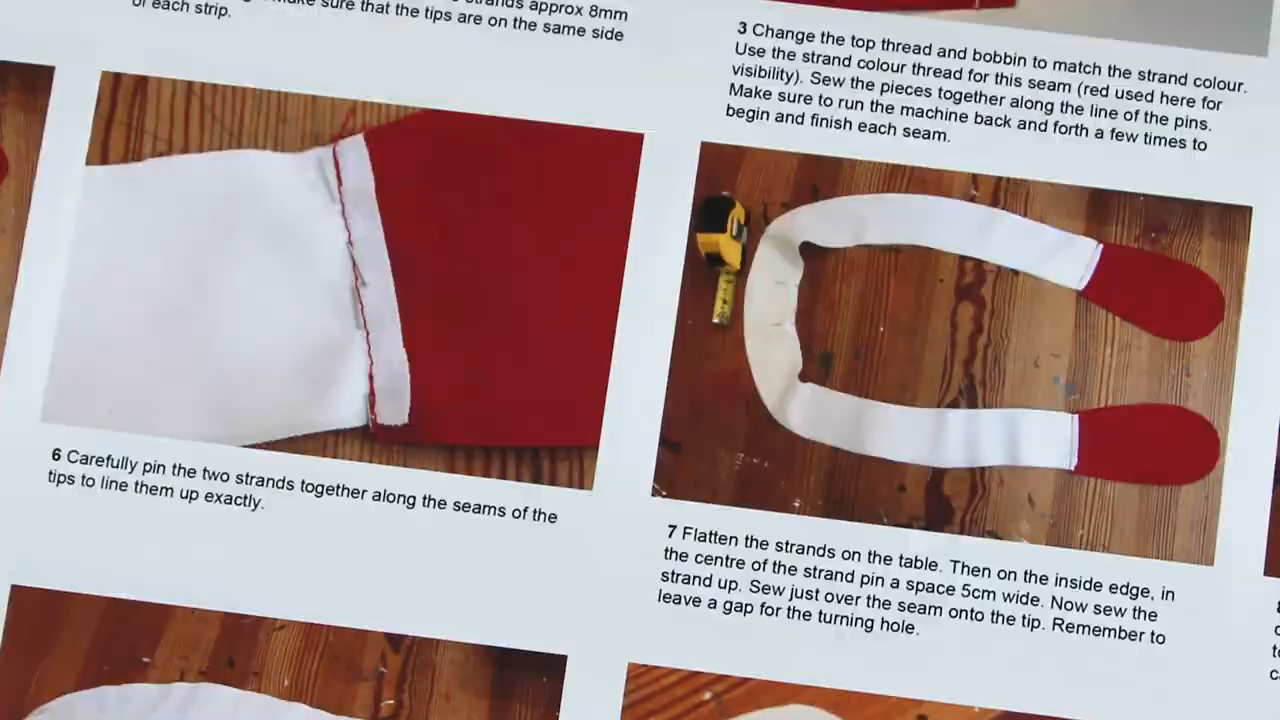 strands approx 8mm
make sure that the tips are on the same side
of each strip.
3 Change the top thread and bobbin to match the strand colour.
Use the strand colour thread for this seam (red used here for
visibility). Sew the pieces together along the line of the pins.
Make sure to run the machine back and forth a few times to
begin and finish each seam.
6 Carefully pin the two strands together along the seams of the
tips to line them up exactly.
7 Flatten the strands on the table. Then on the inside edge, in
the centre of the strand pin a space 5cm wide. Now sew the
strand up. Sew just over the seam onto the tip. Remember to
leave a gap for the turning hole.